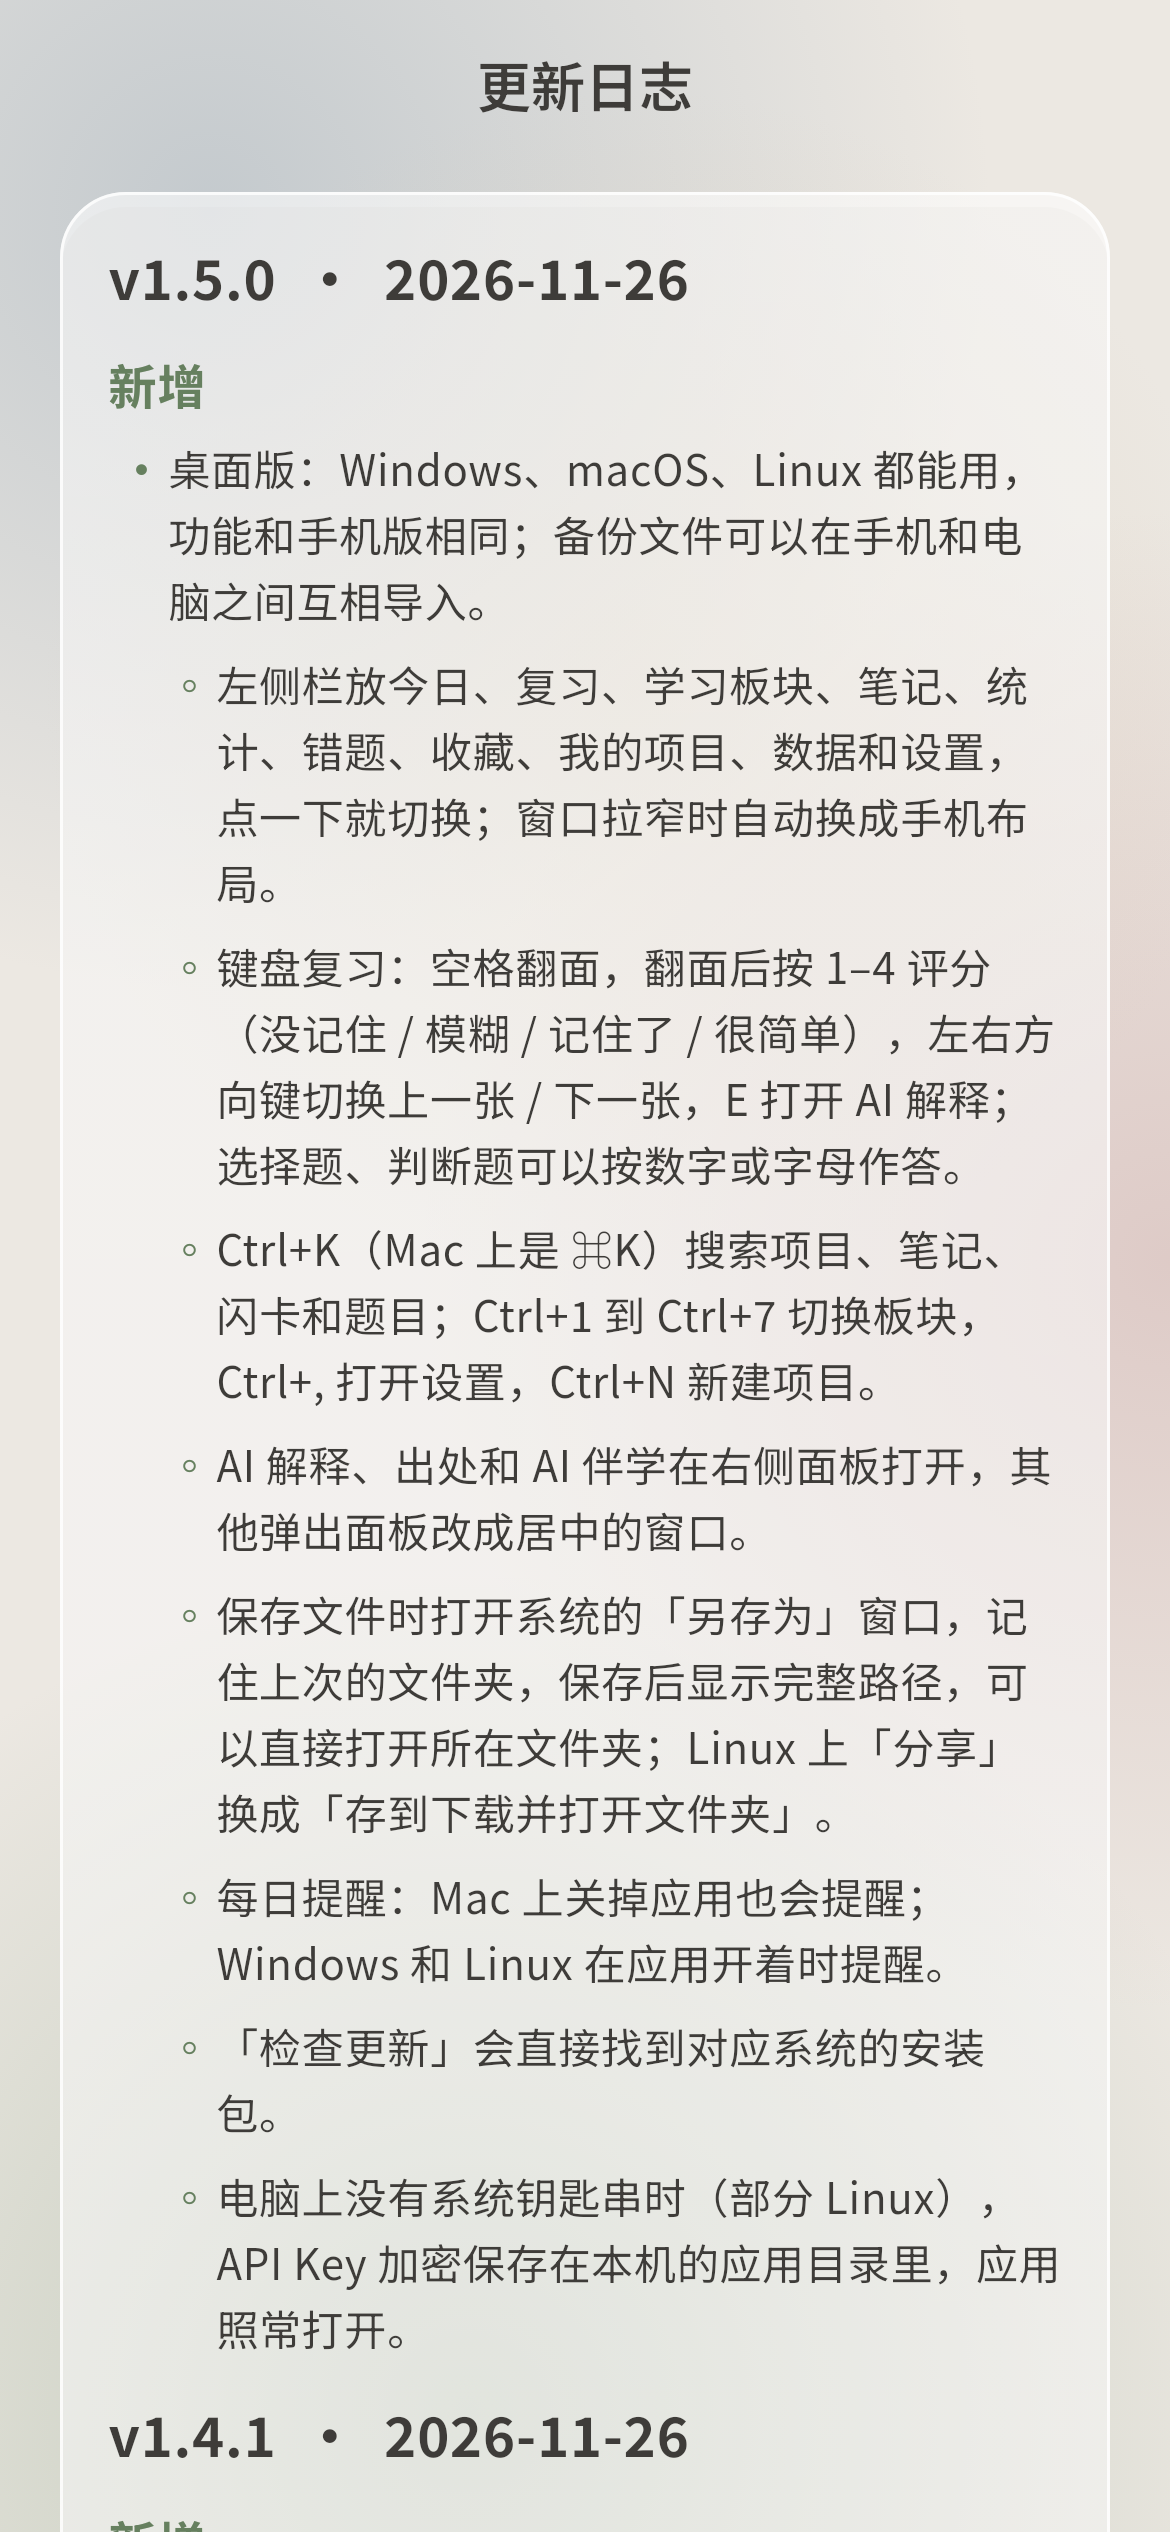 更新日志
v1.5.0 • 2026-11-26
新增
• 桌面版：Windows、macOS、Linux 都能用，
功能和手机版相同；备份文件可以在手机和电
脑之间互相导入。
◦ 左侧栏放今日、复习、学习板块、笔记、统
计、错题、收藏、我的项目、数据和设置，
点一下就切换；窗口拉窄时自动换成手机布
局。
◦ 键盘复习：空格翻面，翻面后按 1–4 评分
（没记住 / 模糊 / 记住了 / 很简单），左右方
向键切换上一张 / 下一张，E 打开 AI 解释；
选择题、判断题可以按数字或字母作答。
◦ Ctrl+K（Mac 上是 ⌘K）搜索项目、笔记、
闪卡和题目；Ctrl+1 到 Ctrl+7 切换板块，
Ctrl+, 打开设置，Ctrl+N 新建项目。
◦ AI 解释、出处和 AI 伴学在右侧面板打开，其
他弹出面板改成居中的窗口。
◦ 保存文件时打开系统的「另存为」窗口，记
住上次的文件夹，保存后显示完整路径，可
以直接打开所在文件夹；Linux 上「分享」
换成「存到下载并打开文件夹」。
◦ 每日提醒：Mac 上关掉应用也会提醒；
Windows 和 Linux 在应用开着时提醒。
◦ 「检查更新」会直接找到对应系统的安装
包。
◦ 电脑上没有系统钥匙串时（部分 Linux），
API Key 加密保存在本机的应用目录里，应用
照常打开。
v1.4.1 • 2026-11-26
新增